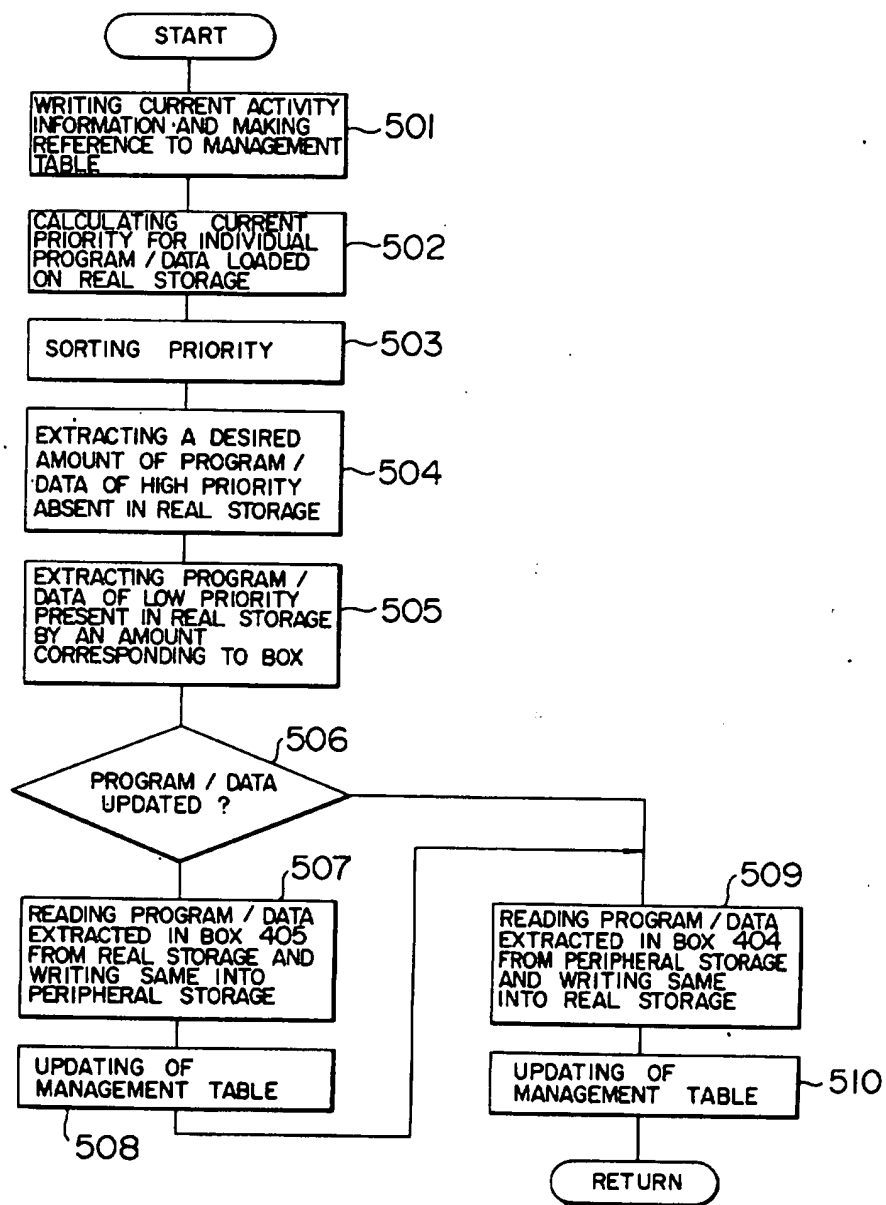 START
WRITING CURRENT ACTIVITY
INFORMATION AND MAKING
REFERENCE TO MANAGEMENT
TABLE
501
CALCULATING CURRENT
PRIORITY FOR INDIVIDUAL
PROGRAM / DATA LOADED
ON REAL STORAGE
502
SORTING PRIORITY
503
EXTRACTING A DESIRED
AMOUNT OF PROGRAM /
DATA OF HIGH PRIORITY
ABSENT IN REAL STORAGE
504
EXTRACTING PROGRAM /
DATA OF LOW PRIORITY
PRESENT IN REAL STORAGE
BY AN AMOUNT
CORRESPONDING TO BOX
505
506
PROGRAM / DATA
UPDATED ?
507
READING PROGRAM / DATA
EXTRACTED IN BOX 405
FROM REAL STORAGE AND
WRITING SAME INTO
PERIPHERAL STORAGE
UPDATING OF
MANAGEMENT TABLE
508
509
READING PROGRAM / DATA
EXTRACTED IN BOX 404
FROM PERIPHERAL STORAGE
AND WRITING SAME
INTO REAL STORAGE
UPDATING OF
MANAGEMENT TABLE
510
RETURN